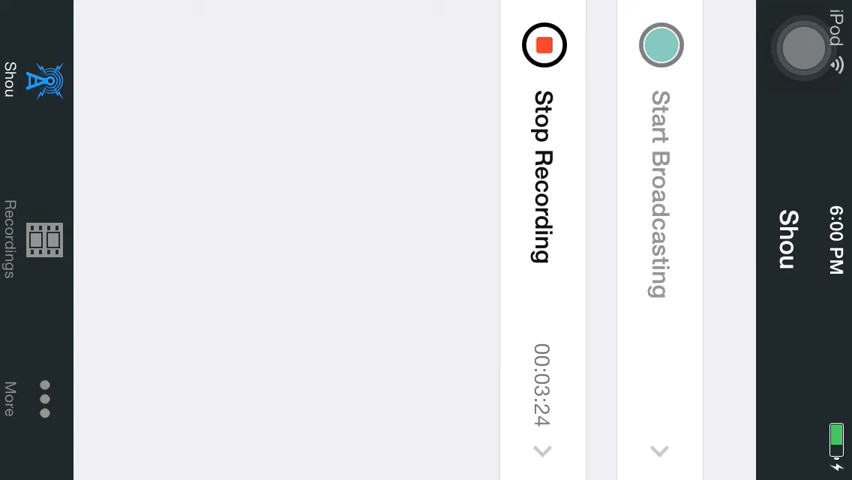 iPod 6:00 PM
Shou
Start Broadcasting
Stop Recording 00:03:24
Shou Recordings More